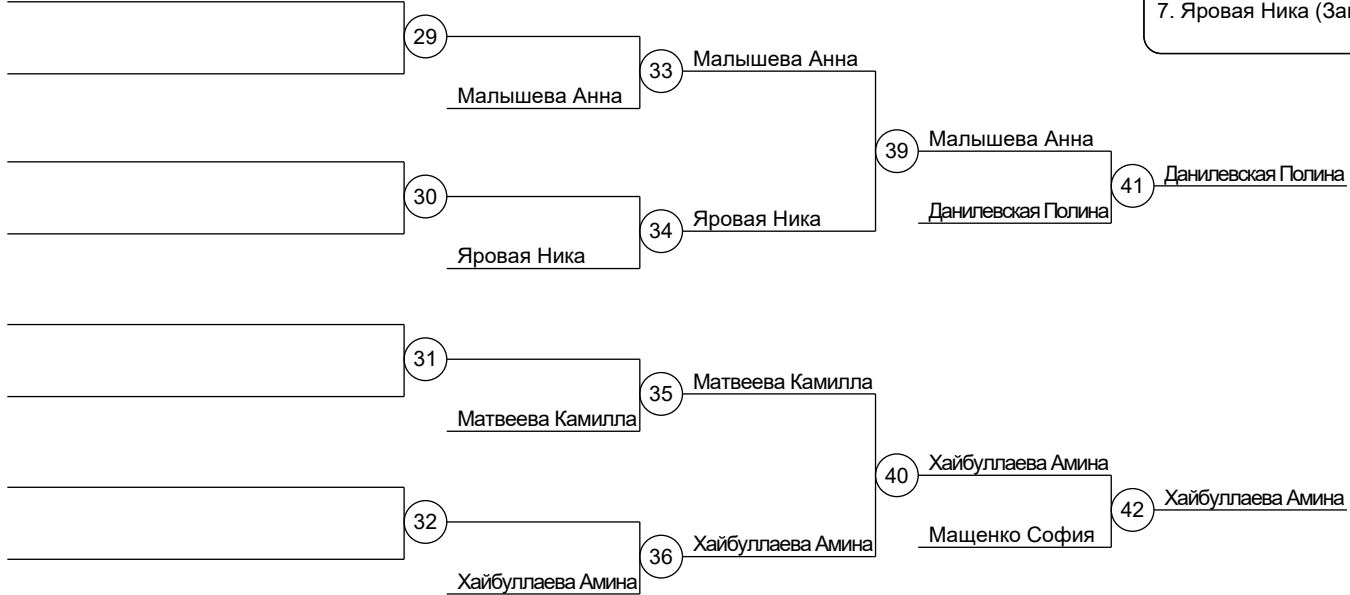 7. Яровая Ника
29
33
Малышева Анна
Малышева Анна
39
Малышева Анна
30
41
Данилевская Полина
34
Яровая Ника
Данилевская Полина
Яровая Ника
31
35
Матвеева Камилла
Матвеева Камилла
40
Хайбуллаева Амина
32
42
Хайбуллаева Амина
36
Хайбуллаева Амина
Мащенко София
Хайбуллаева Амина